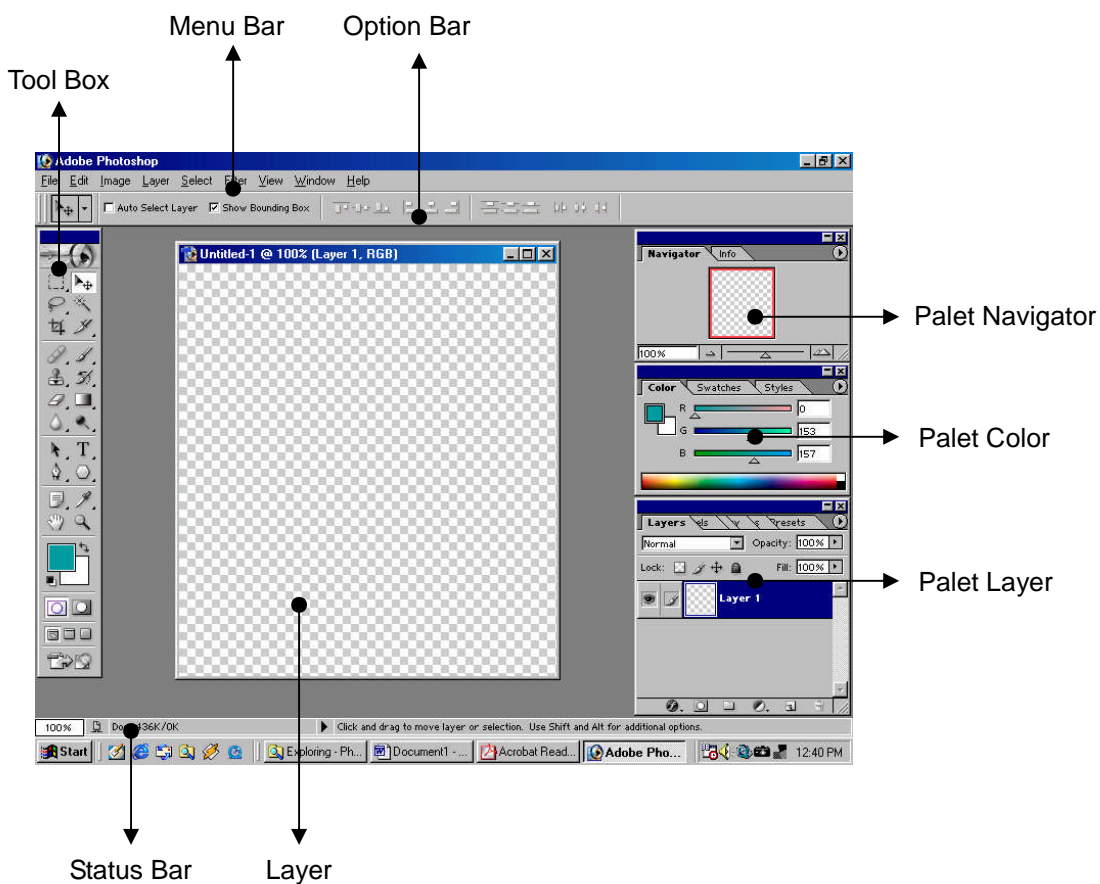 Menu Bar Option Bar
Tool Box
Adobe Photoshop
File Edit Image Layer Select Filter View Window Help
Auto Select Layer Show Bounding Box
Untitled-1 @ 100% (Layer 1, RGB)
Navigator Info
Palet Navigator
100%
Color Swatches Styles
R 0
G 153
Palet Color
B 157
Layers Presets
Normal Opacity: 100%
Lock: Fill: 100%
Palet Layer
Layer 1
100% 436K/0K Click and drag to move layer or selection. Use Shift and Alt for additional options.
Start Exploring - Ph... Document1 - ... Acrobat Read... Adobe Pho... 12:40 PM
Status Bar Layer